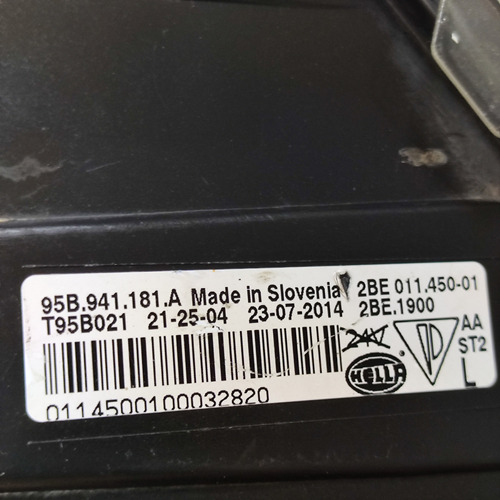 95B.941.181.A Made in Slovenia 2BE 011.450-01
T95B021 21-25-04 23-07-2014 2BE.1900
24V
HELLA
AA
ST2
L
0114500100032820